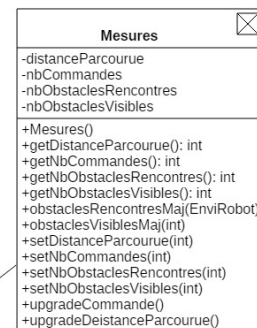 Mesures
-distanceParcourue
-nbCommandes
-nbObstaclesRencontres
-nbObstaclesVisibles
+Mesures()
+getDistanceParcourue(): int
+getNbCommandes(): int
+getNbObstaclesRencontres(): int
+getNbObstaclesVisibles(): int
+obstaclesRencontresMaj(EnviRobot)
+obstaclesVisiblesMaj(int)
+setDistanceParcourue(int)
+setNbCommandes(int)
+setNbObstaclesRencontres(int)
+setNbObstaclesVisibles(int)
+upgradeCommande()
+upgradeDeistanceParcourue()